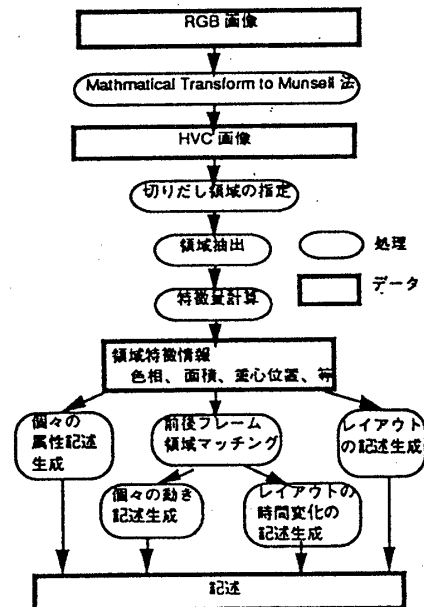 RGB 画像
Mathmatical Transform to Munsell 法
HVC 画像
切りだし領域の指定
領域抽出
処理
特徴量計算
データ
領域特徴情報
色相、面積、重心位置、等
個々の
属性記述
生成
前後フレーム
領域マッチング
レイアウト
の記述生成
個々の動き
記述生成
レイアウトの
時間変化の
記述生成
記述